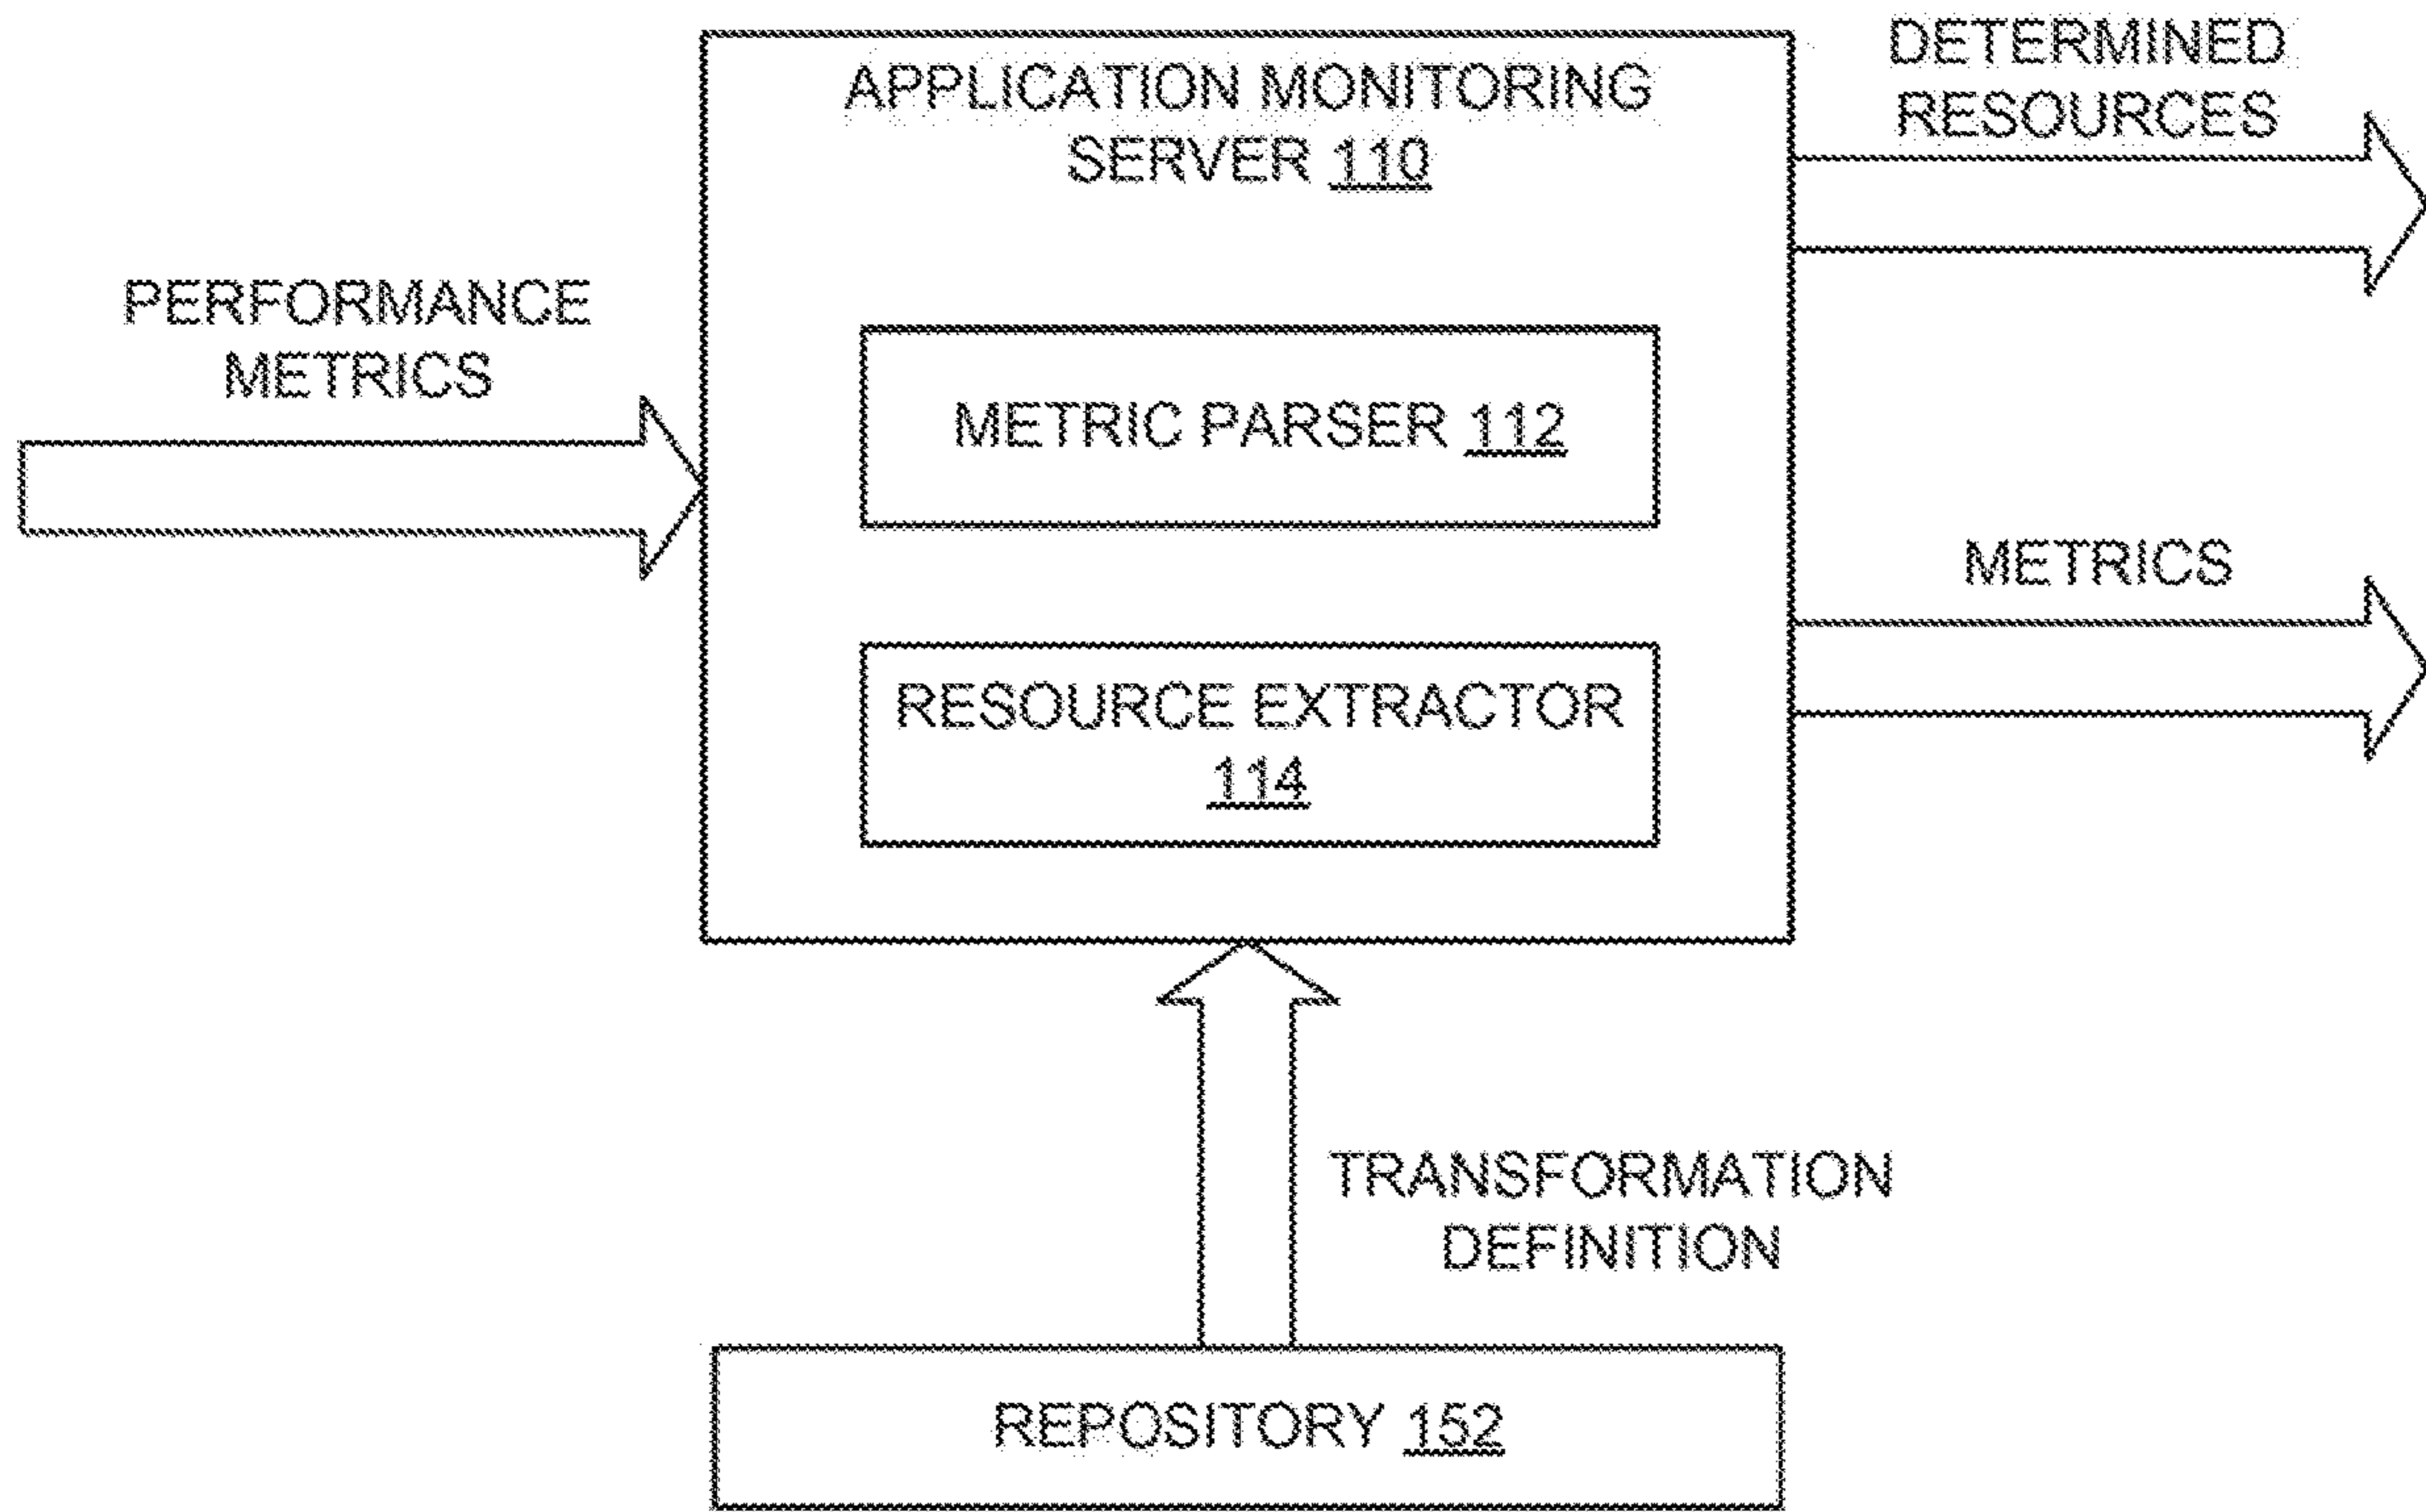 APPLICATION MONITORING
SERVER 110
DETERMINED
RESOURCES
PERFORMANCE
METRICS
METRIC PARSER 112
METRICS
RESOURCE EXTRACTOR
114
TRANSFORMATION
DEFINITION
REPOSITORY 152